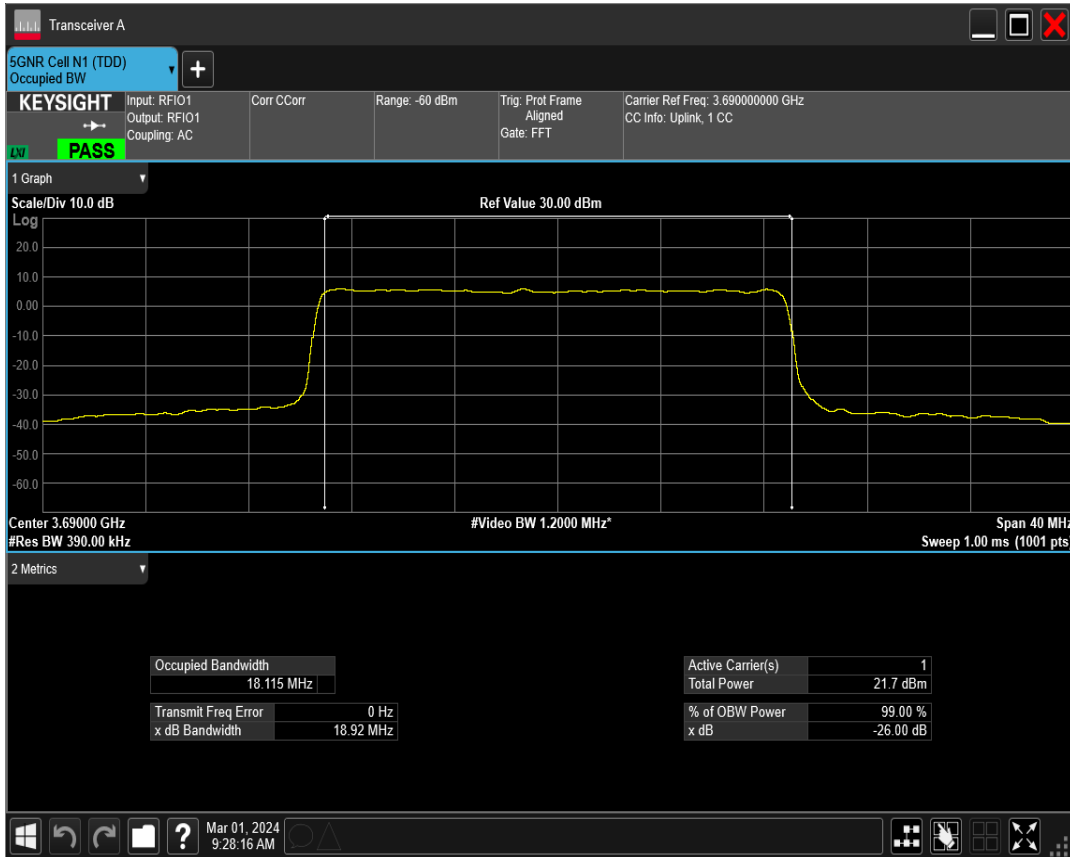 Transceiver A
5GNR Cell N1 (TDD)
Occupied BW
+
KEYSIGHT
LXI
PASS
Input: RFIO1
Output: RFIO1
Coupling: AC
Corr CCorr
Range: -60 dBm
Trig: Prot Frame
Aligned
Gate: FFT
Carrier Ref Freq: 3.690000000 GHz
CC Info: Uplink, 1 CC
1 Graph
Scale/Div 10.0 dB
Ref Value 30.00 dBm
Log
20.0
10.0
0.00
-10.0
-20.0
-30.0
-40.0
-50.0
-60.0
Center 3.69000 GHz
#Video BW 1.2000 MHz*
Span 40 MHz
#Res BW 390.00 kHz
Sweep 1.00 ms (1001 pts)
2 Metrics
Occupied Bandwidth
18.115 MHz
Transmit Freq Error 0 Hz
x dB Bandwidth 18.92 MHz
Active Carrier(s) 1
Total Power 21.7 dBm
% of OBW Power 99.00 %
x dB -26.00 dB
?
Mar 01, 2024
9:28:16 AM